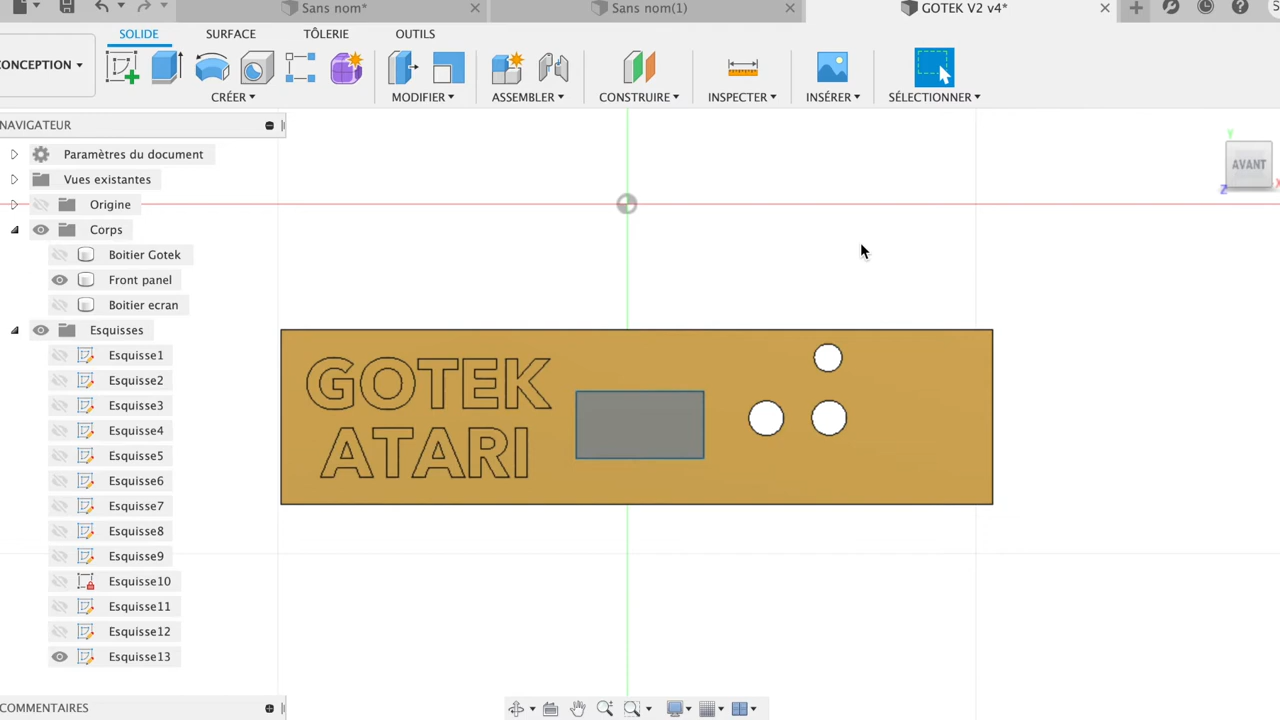 Sans nom*
Sans nom(1)
GOTEK V2 v4*
SOLIDE
SURFACE
TÔLERIE
OUTILS
CONCEPTION
CRÉER
MODIFIER
ASSEMBLER
CONSTRUIRE
INSPECTER
INSÉRER
SÉLECTIONNER
NAVIGATEUR
Paramètres du document
Vues existantes
Origine
Corps
Boitier Gotek
Front panel
Boitier ecran
Esquisses
Esquisse1
Esquisse2
Esquisse3
Esquisse4
Esquisse5
Esquisse6
Esquisse7
Esquisse8
Esquisse9
Esquisse10
Esquisse11
Esquisse12
Esquisse13
COMMENTAIRES
Y
AVANT
Z
X
GOTEK
ATARI